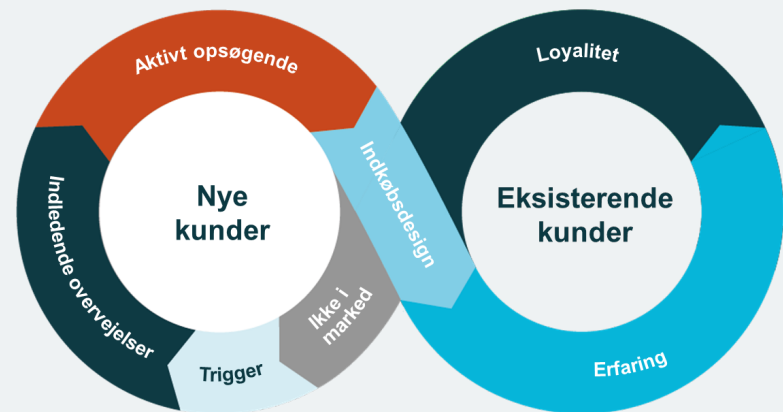 Aktivt opsøgende
Loyalitet
Nye
kunder
Indkøbsdesign
Eksisterende
kunder
Indledende overvejelser
Ikke i
marked
Trigger
Erfaring